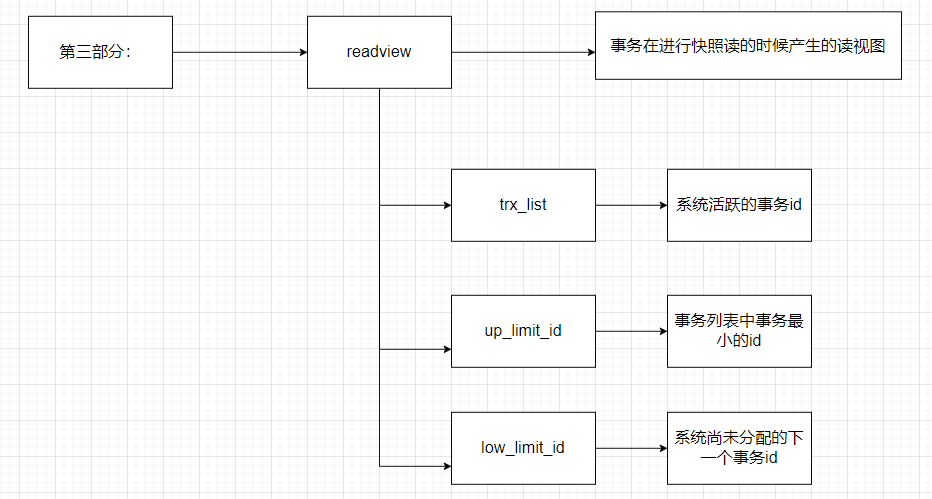 第三部分：
readview
事务在进行快照读的时候产生的读视图
trx_list
系统活跃的事务id
up_limit_id
事务列表中事务最
小的id
low_limit_id
系统尚未分配的下
一个事务id